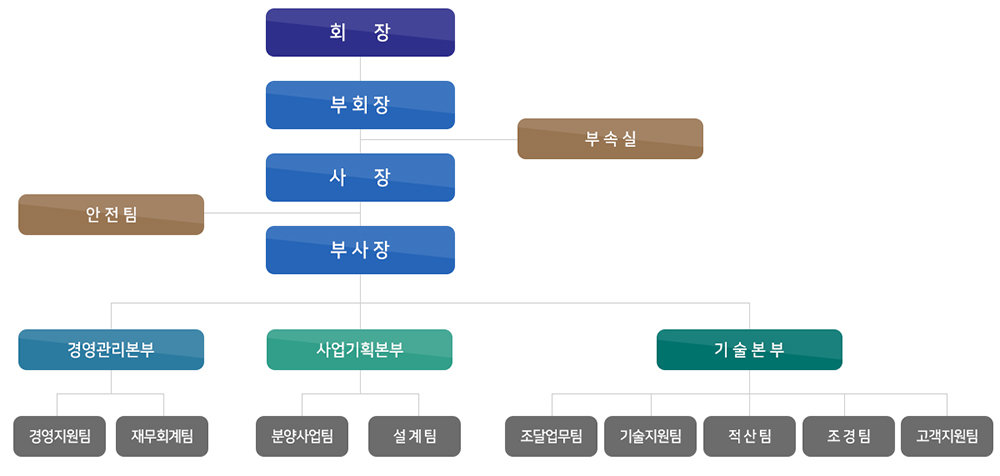 회 장
부 회 장
부 속 실
사 장
안 전 팀
부 사 장
경영관리본부
사업기획본부
기 술 본 부
경영지원팀
재무회계팀
분양사업팀
설 계 팀
조달업무팀
기술지원팀
적 산 팀
조 경 팀
고객지원팀